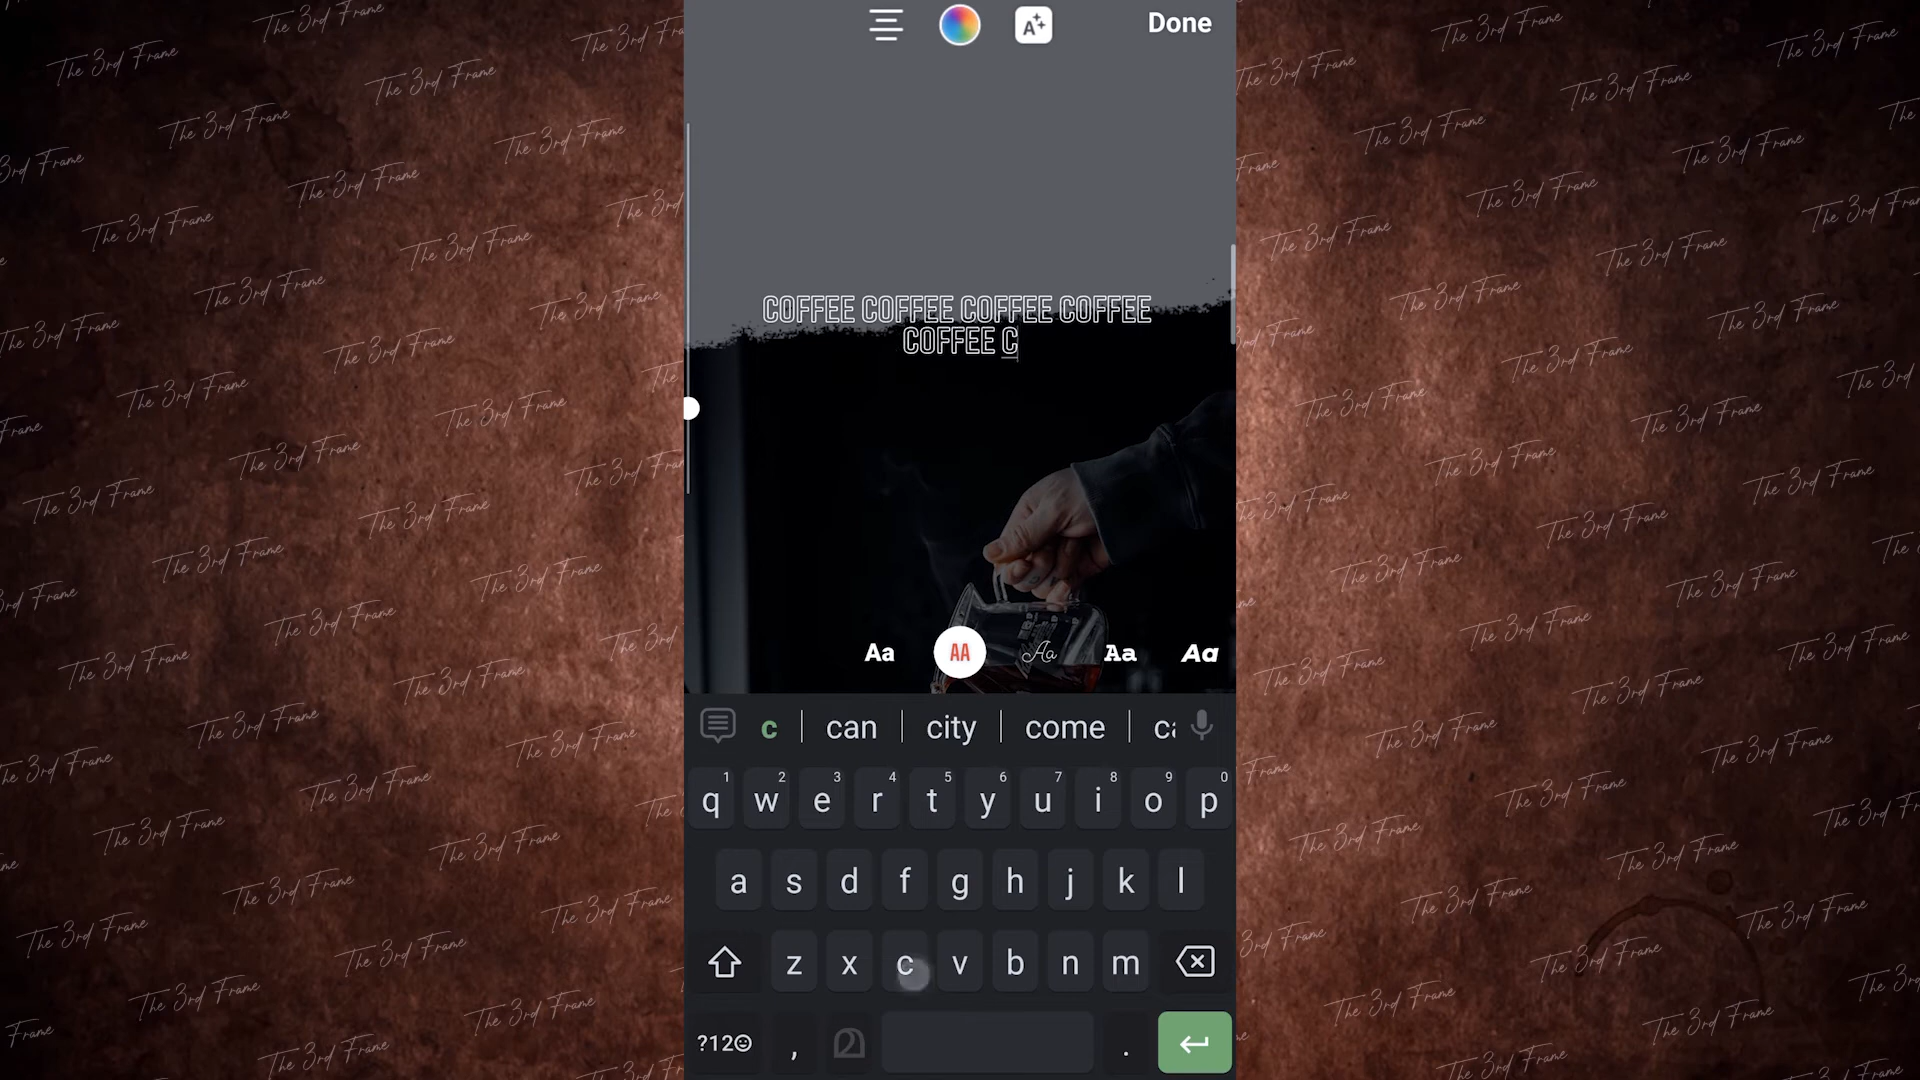 Done
A+
COFFEE COFFEE COFFEE COFFEE
COFFEE C
Aa AA Aa Aa Aa
c can city come
1 2 3 4 5 6 7 8 9 0
q w e r t y u i o p
a s d f g h j k l
z x c v b n m
?12☺ , മ .
The 3rd Frame